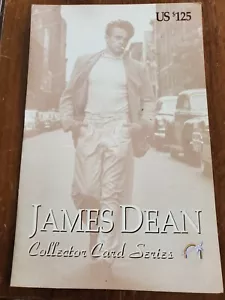 US $125
JAMES DEAN
Collector Card Series